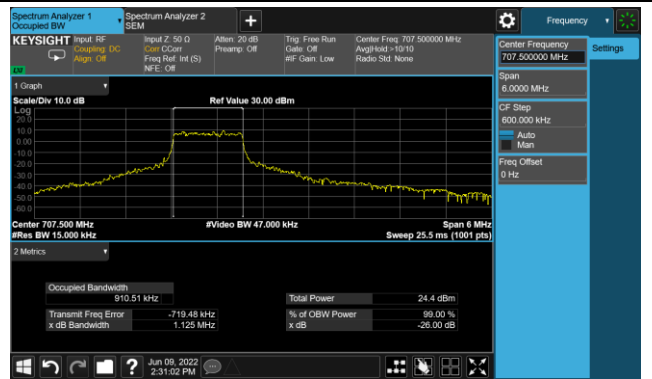 Spectrum Analyzer 1
Occupied BW
Spectrum Analyzer 2
SEM
Frequency
KEYSIGHT
Input: RF
Coupling: DC
Align: Off
Input Z: 50 Ω
Corr CCorr
Freq Ref: Int (S)
NFE: Off
Atten: 20 dB
Preamp: Off
Trig: Free Run
Gate: Off
#IF Gain: Low
Center Freq: 707.500000 MHz
Avg|Hold:>10/10
Radio Std: None
Center Frequency
707.500000 MHz
Settings
Span
6.0000 MHz
CF Step
600.000 kHz
Auto
Man
Freq Offset
0 Hz
1 Graph
Scale/Div 10.0 dB
Ref Value 30.00 dBm
Log
20.0
10.0
0.00
-10.0
-20.0
-30.0
-40.0
-50.0
-60.0
Center 707.500 MHz
#Video BW 47.000 kHz
Span 6 MHz
#Res BW 15.000 kHz
Sweep 25.5 ms (1001 pts)
2 Metrics
Occupied Bandwidth
910.51 kHz
Total Power 24.4 dBm
Transmit Freq Error -719.48 kHz
% of OBW Power 99.00 %
x dB Bandwidth 1.125 MHz
x dB -26.00 dB
Jun 09, 2022
2:31:02 PM